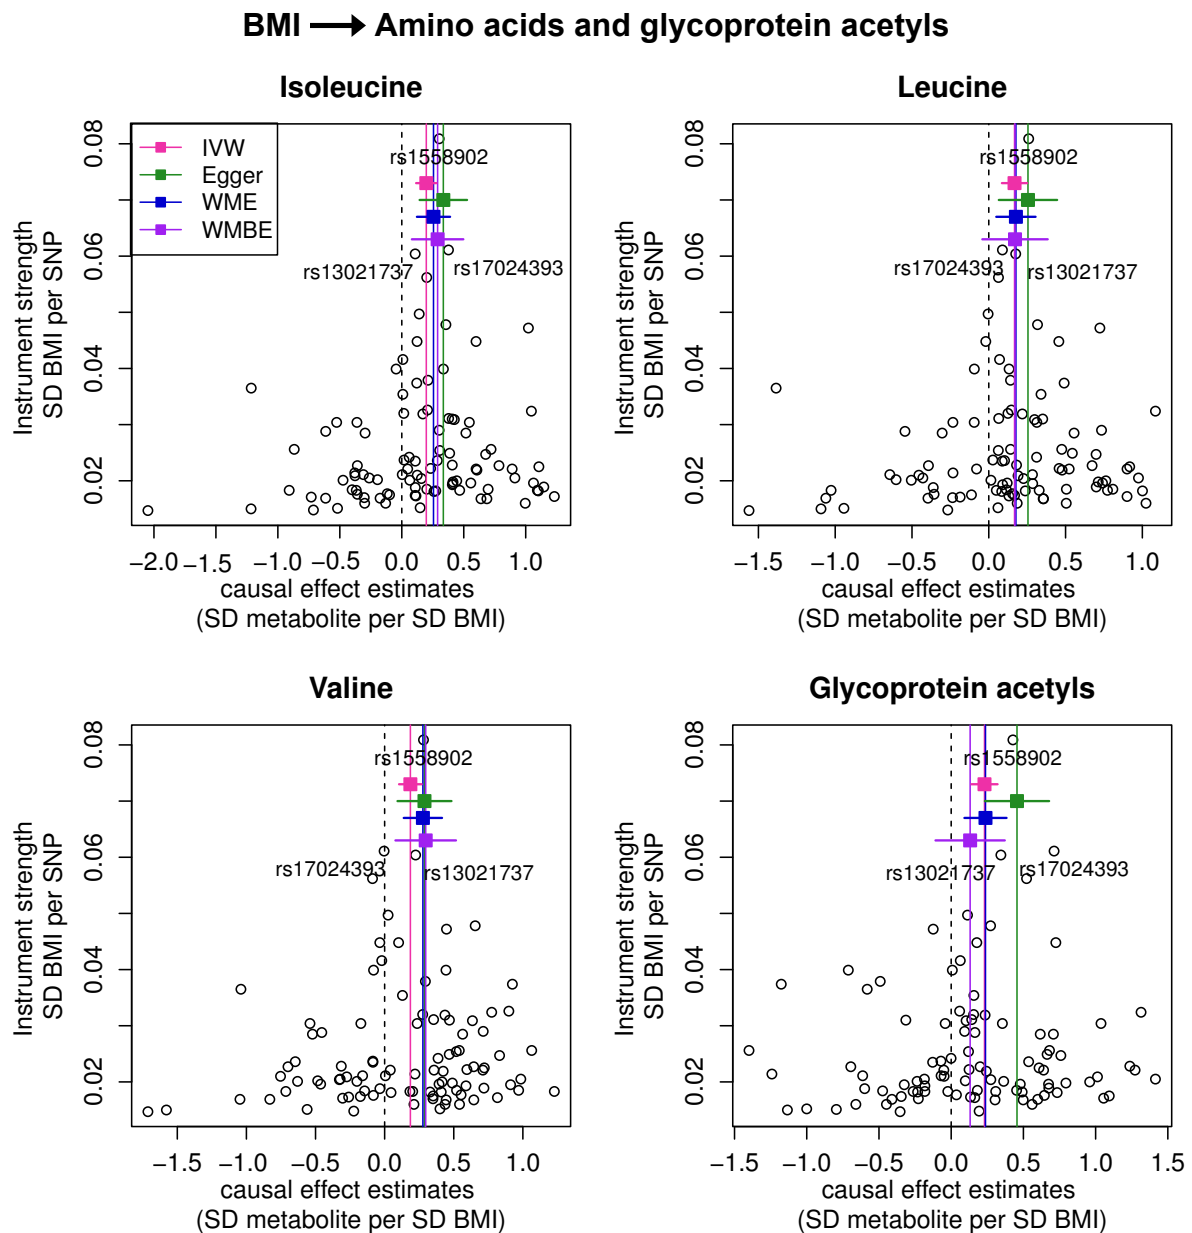 BMI → Amino acids and glycoprotein acetyls
Isoleucine
IVW
Egger
WME
WMBE
rs1558902
rs13021737
rs17024393
0.02 0.04 0.06 0.08
Instrument strength
SD BMI per SNP
−2.0 −1.5 −1.0 −0.5 0.0 0.5 1.0
causal effect estimates
(SD metabolite per SD BMI)
Leucine
rs1558902
rs17024393
rs13021737
0.02 0.04 0.06 0.08
Instrument strength
SD BMI per SNP
−1.5 −1.0 −0.5 0.0 0.5 1.0
causal effect estimates
(SD metabolite per SD BMI)
Valine
rs1558902
rs17024393
rs13021737
0.02 0.04 0.06 0.08
Instrument strength
SD BMI per SNP
−1.5 −1.0 −0.5 0.0 0.5 1.0
causal effect estimates
(SD metabolite per SD BMI)
Glycoprotein acetyls
rs1558902
rs13021737
rs17024393
0.02 0.04 0.06 0.08
Instrument strength
SD BMI per SNP
−1.5 −1.0 −0.5 0.0 0.5 1.0 1.5
causal effect estimates
(SD metabolite per SD BMI)